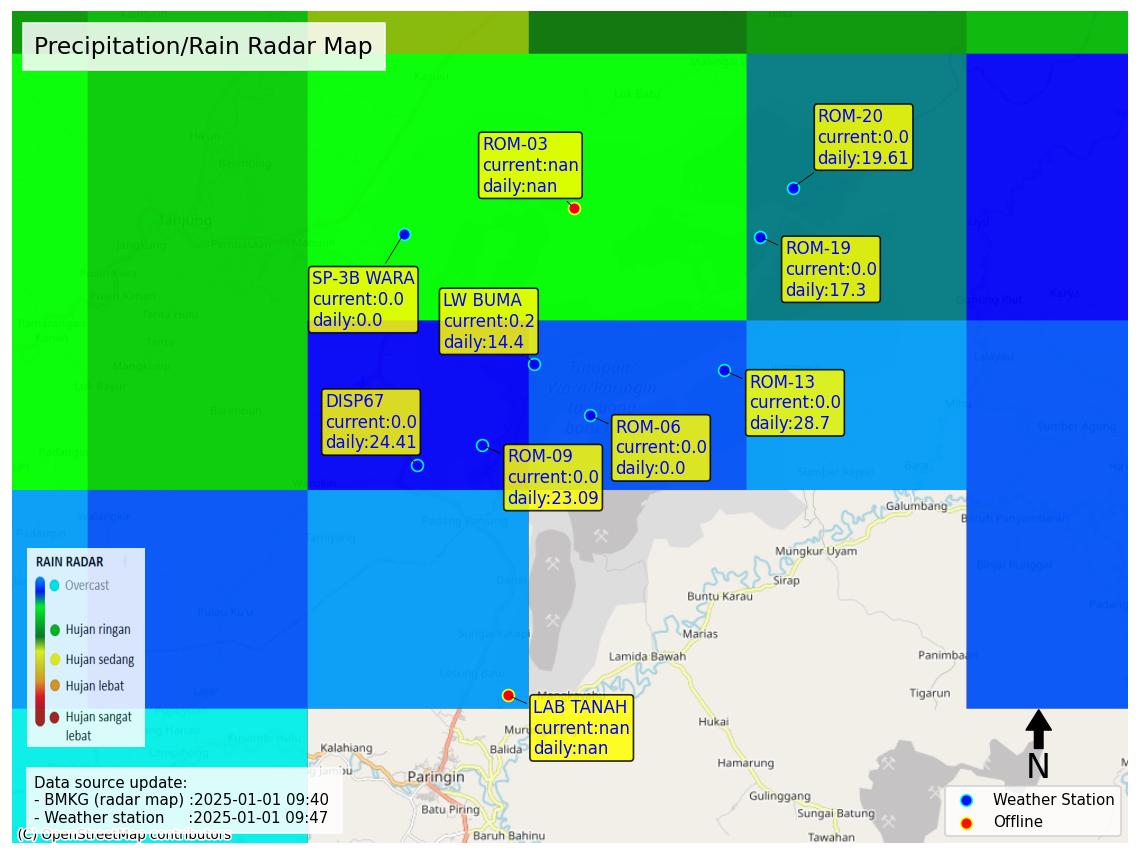 Precipitation/Rain Radar Map
ROM-20
current:0.0
daily:19.61
ROM-03
current:nan
daily:nan
Tanjung
ROM-19
current:0.0
daily:17.3
SP-3B WARA
current:0.0
daily:0.0
LW BUMA
current:0.2
daily:14.4
ROM-13
current:0.0
daily:28.7
DISP67
current:0.0
daily:24.41
ROM-06
current:0.0
daily:0.0
ROM-09
current:0.0
daily:23.09
Galumbang
Mungkur Uyam
Sirap
Buntu Karau
Marias
Lamida Bawah
Panimbaan
Tigarun
RAIN RADAR
Overcast
Hujan ringan
Hujan sedang
Hujan lebat
Hujan sangat
lebat
LAB TANAH
current:nan
daily:nan
Hukai
Kalahiang
Balida
Hamarung
N
Paringin
Gulinggang
Batu Piring
Sungai Batung
Baruh Bahinu
Tawahan
Data source update:
- BMKG (radar map) :2025-01-01 09:40
- Weather station :2025-01-01 09:47
(C) OpenStreetMap contributors
Weather Station
Offline